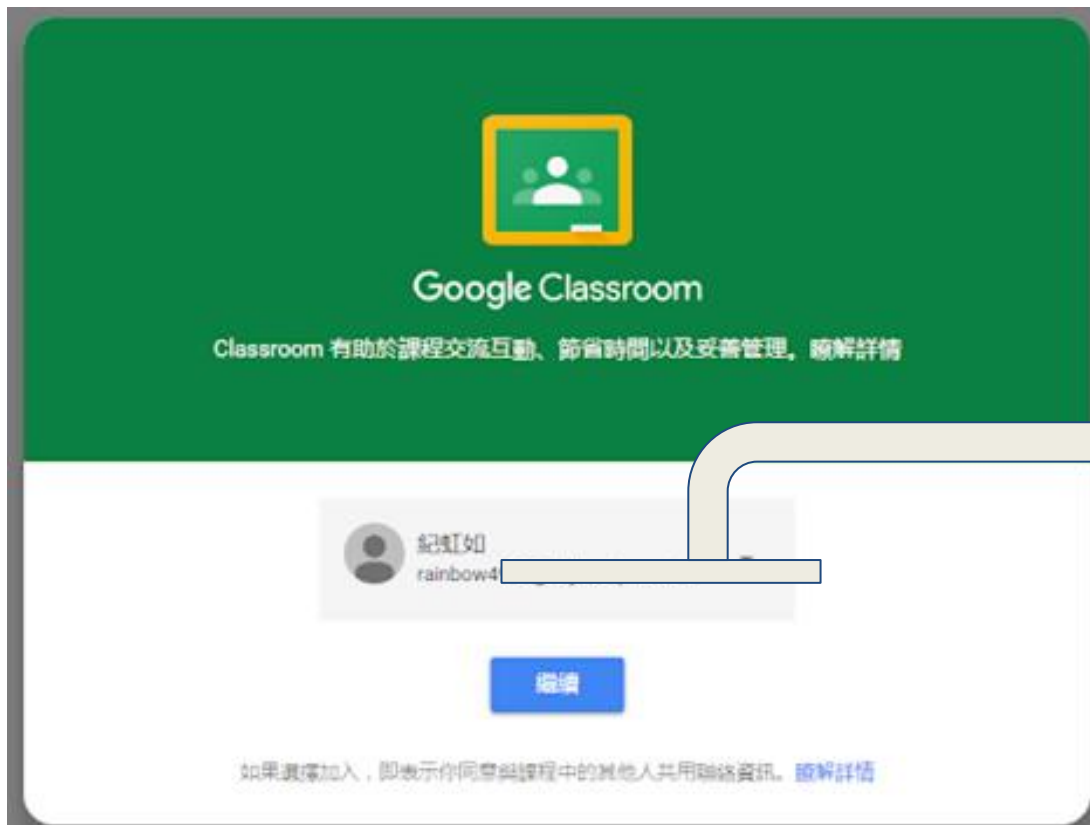 Google Classroom
Classroom 有助於課程交流互動、節省時間以及妥善管理。瞭解詳情
紀虹如
rainbow4
繼續
如果選擇加入，即表示你同意與課程中的其他人共用聯絡資訊。瞭解詳情